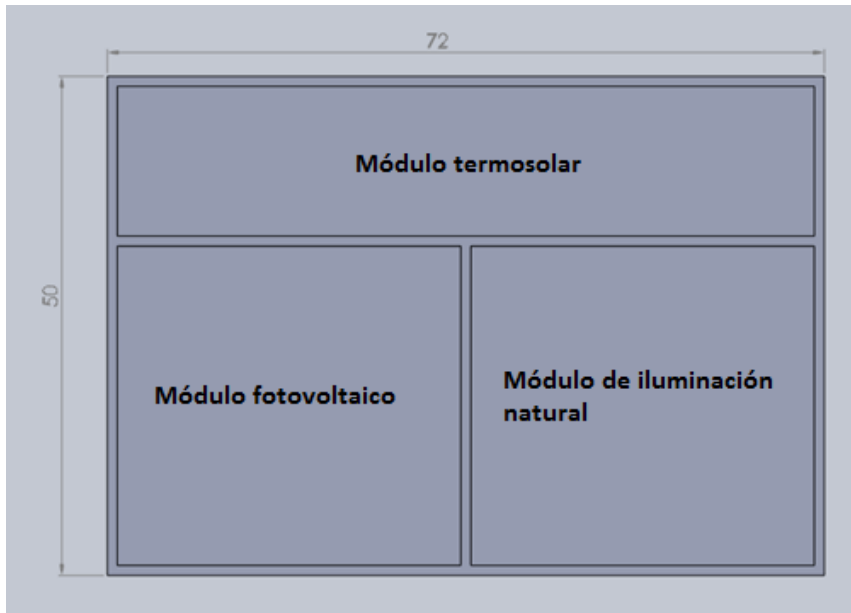 72
Módulo termosolar
50
Módulo fotovoltaico
Módulo de iluminación
natural